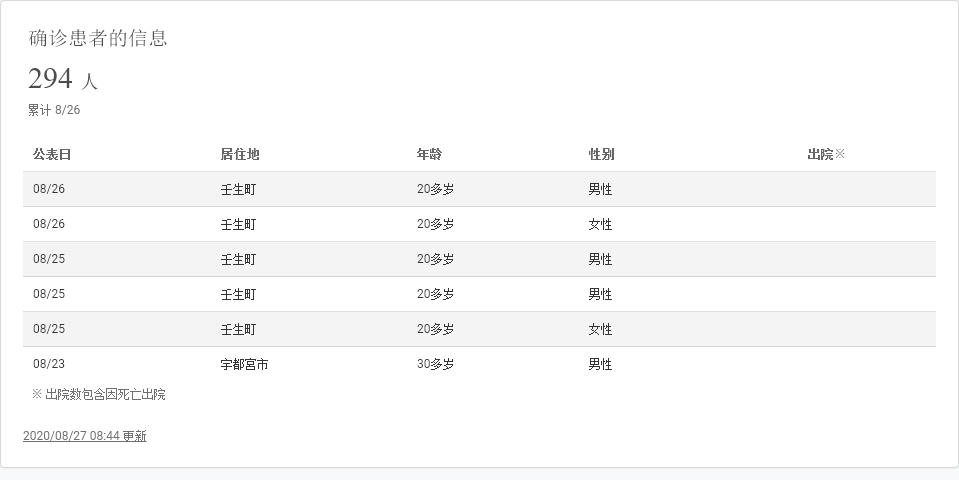 确诊患者的信息
294 人
累计 8/26
公表日 居住地 年龄 性别 出院※
08/26 壬生町 20多岁 男性
08/26 壬生町 20多岁 女性
08/25 壬生町 20多岁 男性
08/25 壬生町 20多岁 男性
08/25 壬生町 20多岁 女性
08/23 宇都宮市 30多岁 男性
※ 出院数包含因死亡出院
2020/08/27 08:44 更新